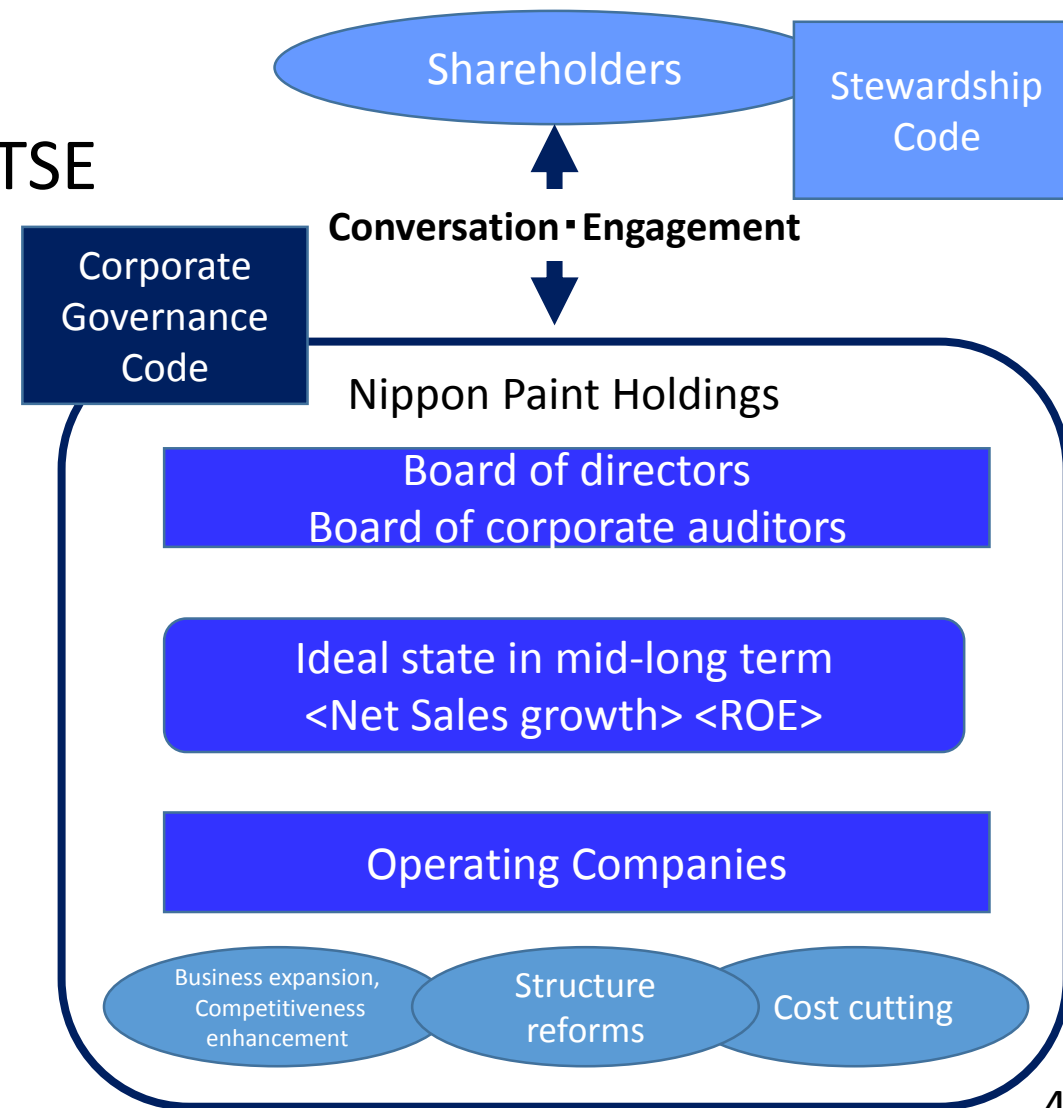 Shareholders
Stewardship
Code
TSE
Conversation・Engagement
Corporate
Governance
Code
Nippon Paint Holdings
Board of directors
Board of corporate auditors
Ideal state in mid-long term
<Net Sales growth> <ROE>
Operating Companies
Business expansion,
Competitiveness
enhancement
Structure
reforms
Cost cutting
4